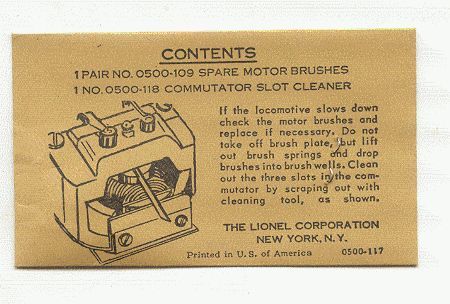 CONTENTS
1 PAIR NO. 0500-109 SPARE MOTOR BRUSHES
1 NO. 0500-118 COMMUTATOR SLOT CLEANER
If the locomotive slows down
check the motor brushes and
replace if necessary. Do not
take off brush plate, but lift
out brush springs and drop
brushes into brush wells. Clean
out the three slots in the com-
mutator by scraping out with
cleaning tool, as shown.
THE LIONEL CORPORATION
NEW YORK, N.Y.
Printed in U.S. of America 0500-117